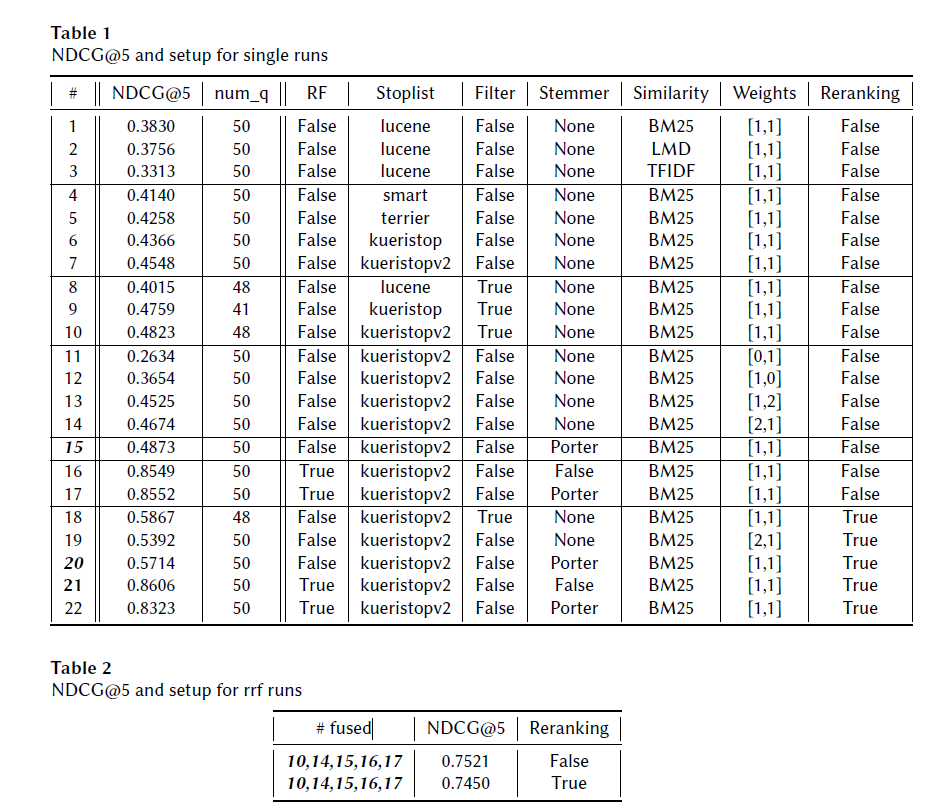 Table 1
NDCG@5 and setup for single runs
# NDCG@5 num_q RF Stoplist Filter Stemmer Similarity Weights Reranking
1 0.3830 50 False lucene False None BM25 [1,1] False
2 0.3756 50 False lucene False None LMD [1,1] False
3 0.3313 50 False lucene False None TFIDF [1,1] False
4 0.4140 50 False smart False None BM25 [1,1] False
5 0.4258 50 False terrier False None BM25 [1,1] False
6 0.4366 50 False kueristop False None BM25 [1,1] False
7 0.4548 50 False kueristopv2 False None BM25 [1,1] False
8 0.4015 48 False lucene True None BM25 [1,1] False
9 0.4759 41 False kueristop True None BM25 [1,1] False
10 0.4823 48 False kueristopv2 True None BM25 [1,1] False
11 0.2634 50 False kueristopv2 False None BM25 [0,1] False
12 0.3654 50 False kueristopv2 False None BM25 [1,0] False
13 0.4525 50 False kueristopv2 False None BM25 [1,2] False
14 0.4674 50 False kueristopv2 False None BM25 [2,1] False
15 0.4873 50 False kueristopv2 False Porter BM25 [1,1] False
16 0.8549 50 True kueristopv2 False False BM25 [1,1] False
17 0.8552 50 True kueristopv2 False Porter BM25 [1,1] False
18 0.5867 48 False kueristopv2 True None BM25 [1,1] True
19 0.5392 50 False kueristopv2 False None BM25 [2,1] True
20 0.5714 50 False kueristopv2 False Porter BM25 [1,1] True
21 0.8606 50 True kueristopv2 False False BM25 [1,1] True
22 0.8323 50 True kueristopv2 False Porter BM25 [1,1] True
Table 2
NDCG@5 and setup for rrf runs
# fused NDCG@5 Reranking
10,14,15,16,17 0.7521 False
10,14,15,16,17 0.7450 True